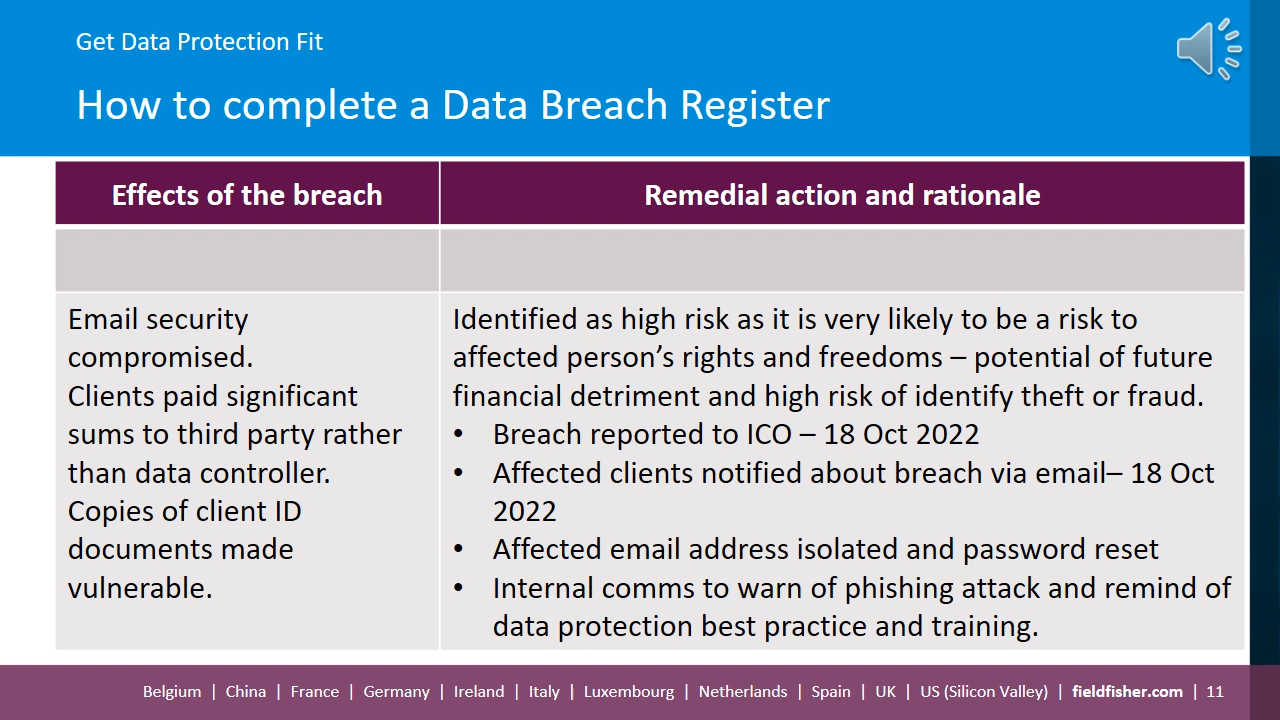 Get Data Protection Fit
How to complete a Data Breach Register
Effects of the breach
Remedial action and rationale
Email security
compromised.
Clients paid significant
sums to third party rather
than data controller.
Copies of client ID
documents made
vulnerable.
Identified as high risk as it is very likely to be a risk to
affected person’s rights and freedoms – potential of future
financial detriment and high risk of identify theft or fraud.
• Breach reported to ICO – 18 Oct 2022
• Affected clients notified about breach via email– 18 Oct
2022
• Affected email address isolated and password reset
• Internal comms to warn of phishing attack and remind of
data protection best practice and training.
Belgium | China | France | Germany | Ireland | Italy | Luxembourg | Netherlands | Spain | UK | US (Silicon Valley) | fieldfisher.com | 11